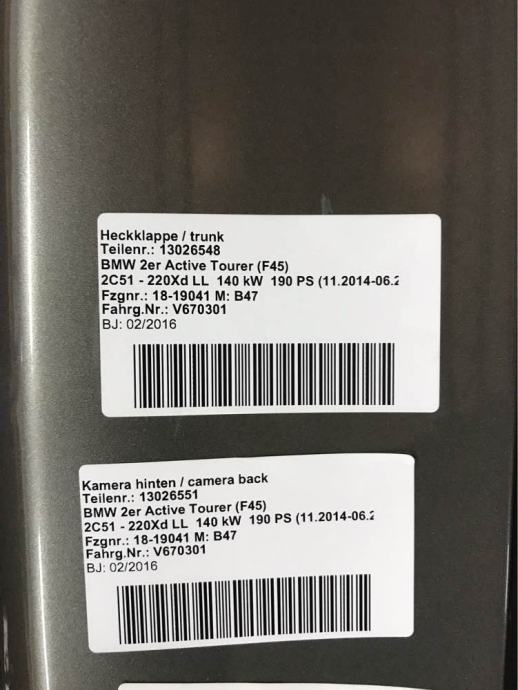 Heckklappe / trunk
Teilenr.: 13026548
BMW 2er Active Tourer (F45)
2C51 - 220Xd LL 140 kW 190 PS (11.2014-06.2
Fzgnr.: 18-19041 M: B47
Fahrg.Nr.: V670301
BJ: 02/2016
Kamera hinten / camera back
Teilenr.: 13026551
BMW 2er Active Tourer (F45)
2C51 - 220Xd LL 140 kW 190 PS (11.2014-06.2
Fzgnr.: 18-19041 M: B47
Fahrg.Nr.: V670301
BJ: 02/2016